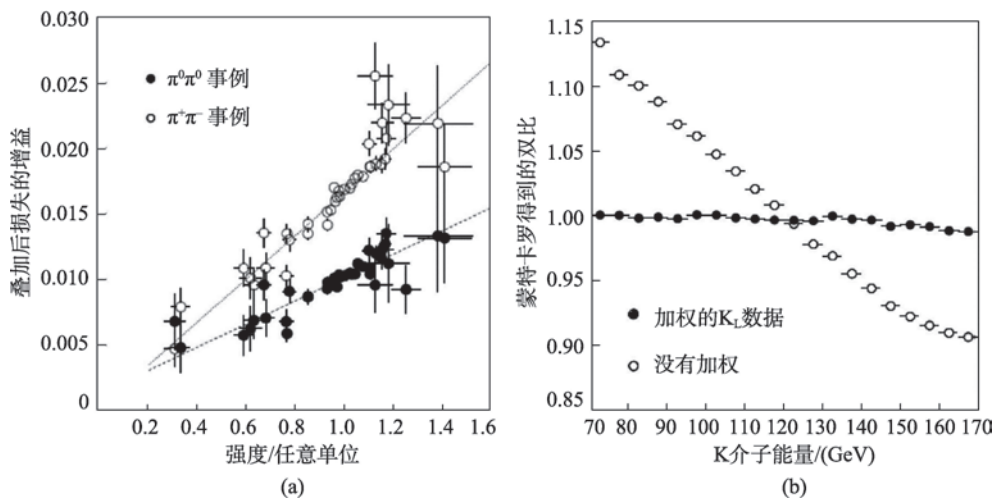 0.030
0.025
0.020
0.015
0.010
0.005
0
叠加后损失的增益
π⁰π⁰ 事例
π⁺π⁻ 事例
0.2 0.4 0.6 0.8 1.0 1.2 1.4 1.6
强度/任意单位
(a)
1.15
1.10
1.05
1.00
0.95
0.90
0.85
蒙特卡罗得到的双比
加权的K_L数据
没有加权
70 80 90 100 110 120 130 140 150 160 170
K介子能量/(GeV)
(b)